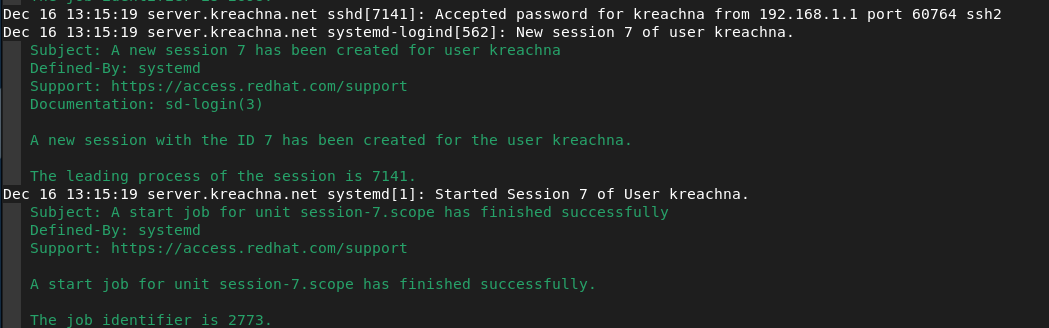 Dec 16 13:15:19 server.kreachna.net sshd[7141]: Accepted password for kreachna from 192.168.1.1 port 60764 ssh2
Dec 16 13:15:19 server.kreachna.net systemd-logind[562]: New session 7 of user kreachna.
Subject: A new session 7 has been created for user kreachna
Defined-By: systemd
Support: https://access.redhat.com/support
Documentation: sd-login(3)
A new session with the ID 7 has been created for the user kreachna.
The leading process of the session is 7141.
Dec 16 13:15:19 server.kreachna.net systemd[1]: Started Session 7 of User kreachna.
Subject: A start job for unit session-7.scope has finished successfully
Defined-By: systemd
Support: https://access.redhat.com/support
A start job for unit session-7.scope has finished successfully.
The job identifier is 2773.